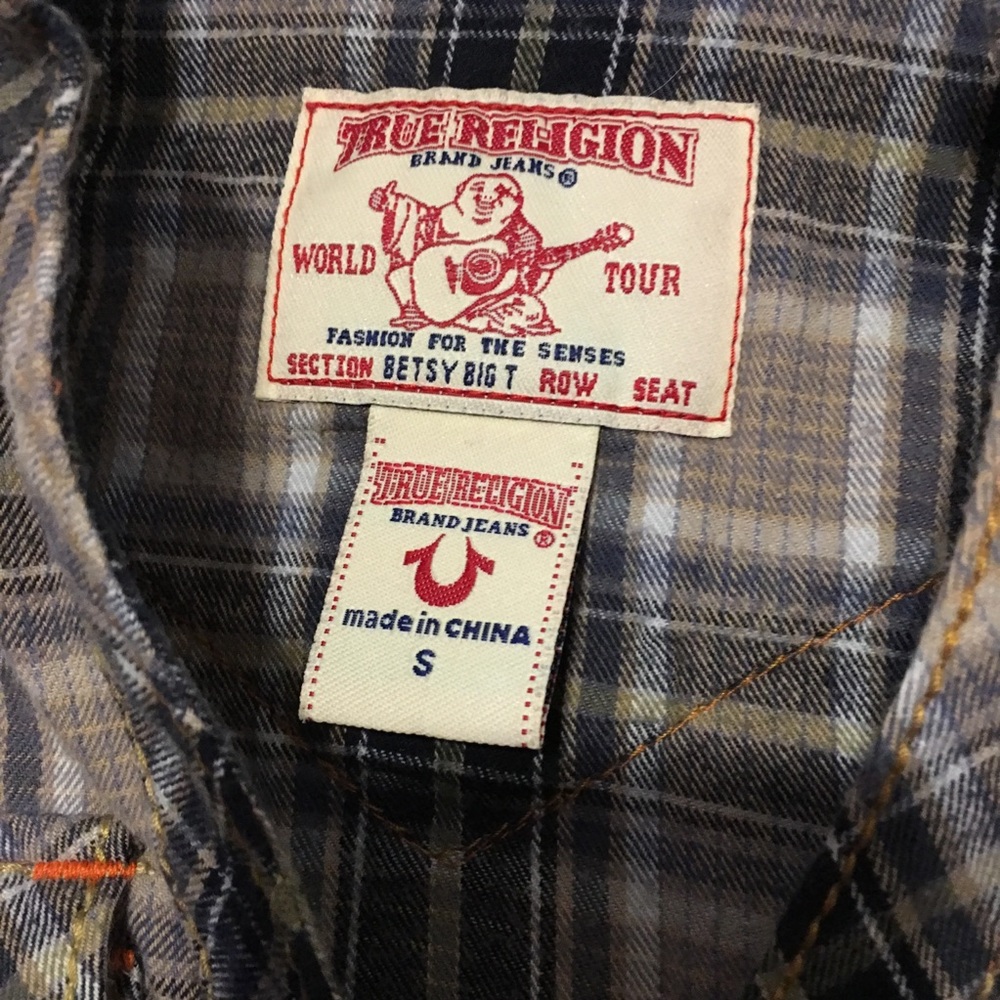 TRUE RELIGION
BRAND JEANS®
WORLD TOUR
FASHION FOR THE SENSES
SECTION BETSY BIG T ROW SEAT
TRUE RELIGION
BRAND JEANS ®
made in CHINA
S